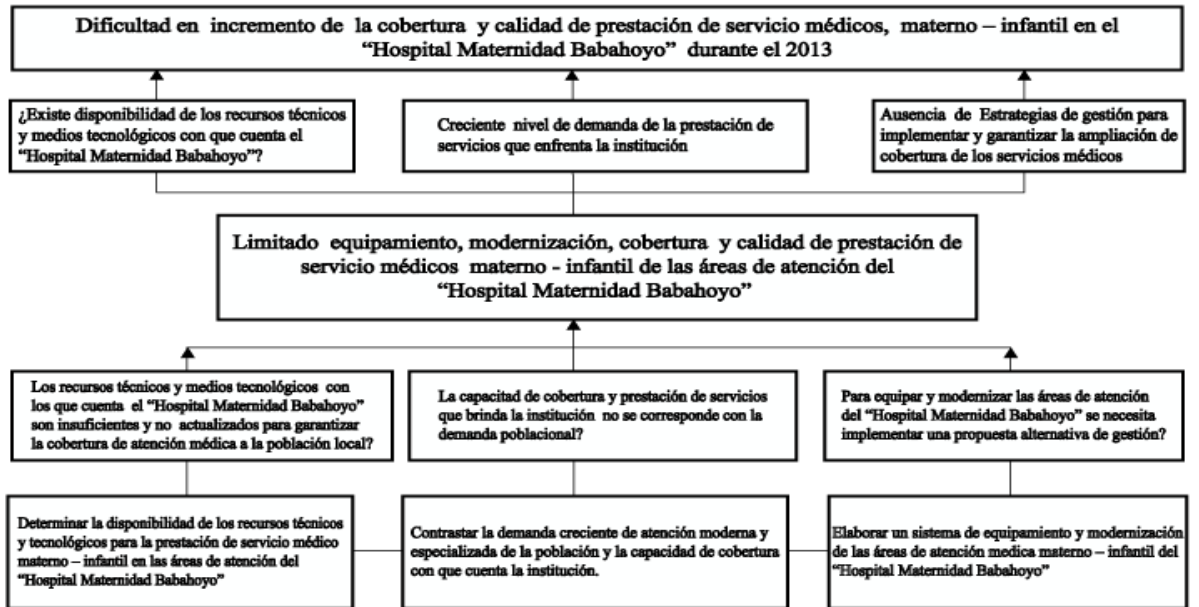 Dificultad en incremento de la cobertura y calidad de prestación de servicio médicos, materno – infantil en el
“Hospital Maternidad Babahoyo” durante el 2013
¿Existe disponibilidad de los recursos técnicos
y medios tecnológicos con que cuenta el
“Hospital Maternidad Babahoyo”?
Creciente nivel de demanda de la prestación de
servicios que enfrenta la institución
Ausencia de Estrategias de gestión para
implementar y garantizar la ampliación de
cobertura de los servicios médicos
Limitado equipamiento, modernización, cobertura y calidad de prestación de
servicio médicos materno - infantil de las áreas de atención del
“Hospital Maternidad Babahoyo”
Los recursos técnicos y medios tecnológicos con
los que cuenta el “Hospital Maternidad Babahoyo”
son insuficientes y no actualizados para garantizar
la cobertura de atención médica a la población local?
La capacidad de cobertura y prestación de servicios
que brinda la institución no se corresponde con la
demanda poblacional?
Para equipar y modernizar las áreas de atención
del “Hospital Maternidad Babahoyo” se necesita
implementar una propuesta alternativa de gestión?
Determinar la disponibilidad de los recursos técnicos
y tecnológicos para la prestación de servicio médico
materno – infantil en las áreas de atención del
“Hospital Maternidad Babahoyo”
Contrastar la demanda creciente de atención moderna y
especializada de la población y la capacidad de cobertura
con que cuenta la institución.
Elaborar un sistema de equipamiento y modernización
de las áreas de atención medica materno – infantil del
“Hospital Maternidad Babahoyo”